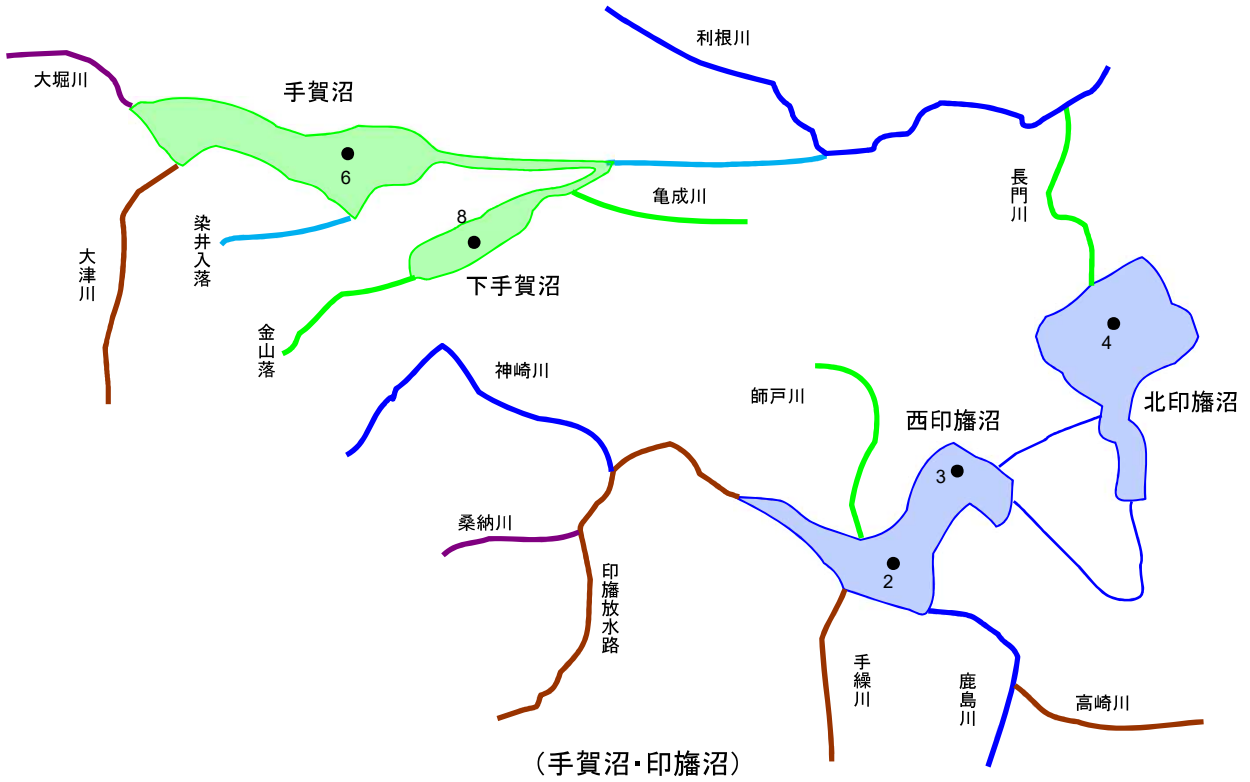 利根川
大堀川
手賀沼
6
長門川
亀成川
8
染井入落
大津川
下手賀沼
4
金山落
神崎川
師戸川
北印旛沼
西印旛沼
3
桑納川
2
印旛放水路
手繰川
鹿島川
高崎川
（手賀沼・印旛沼）